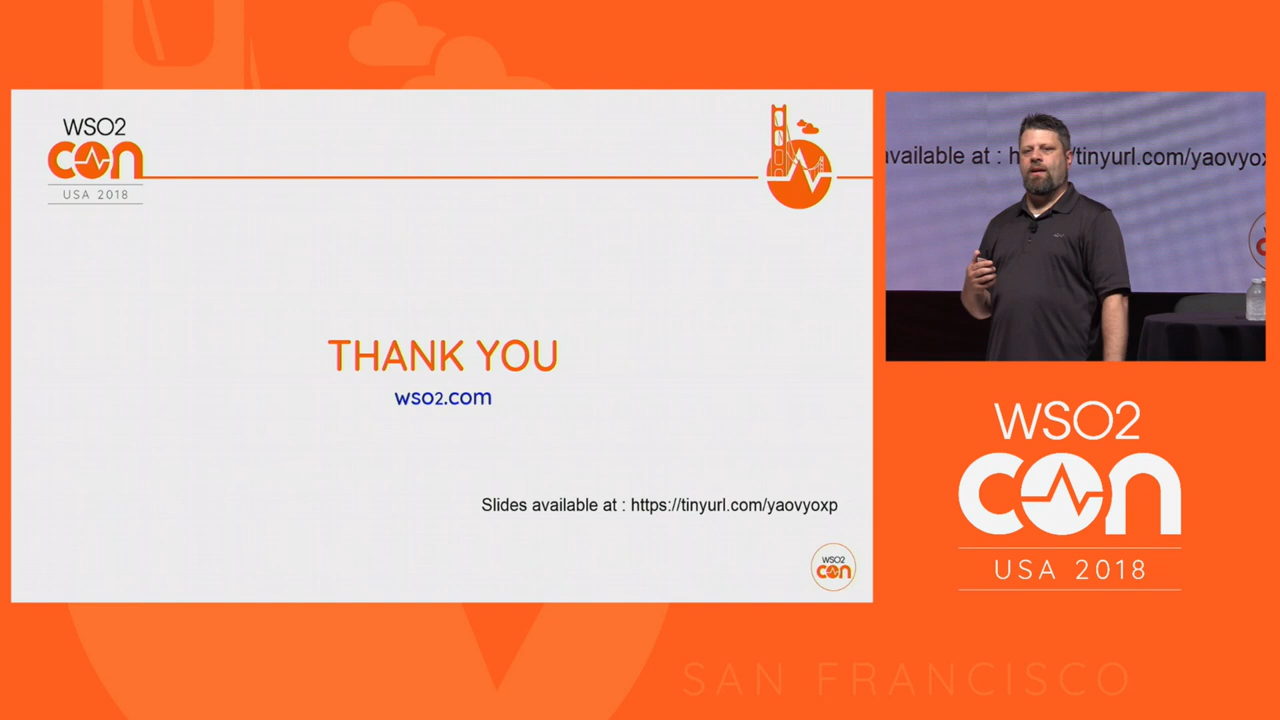 WSO2
con
USA 2018
THANK YOU
wso2.com
Slides available at : https://tinyurl.com/yaovyoxp
WSO2
con
available at : h /tinyurl.com/yaovyox
WSO2
con
USA 2018
SAN FRANCISCO